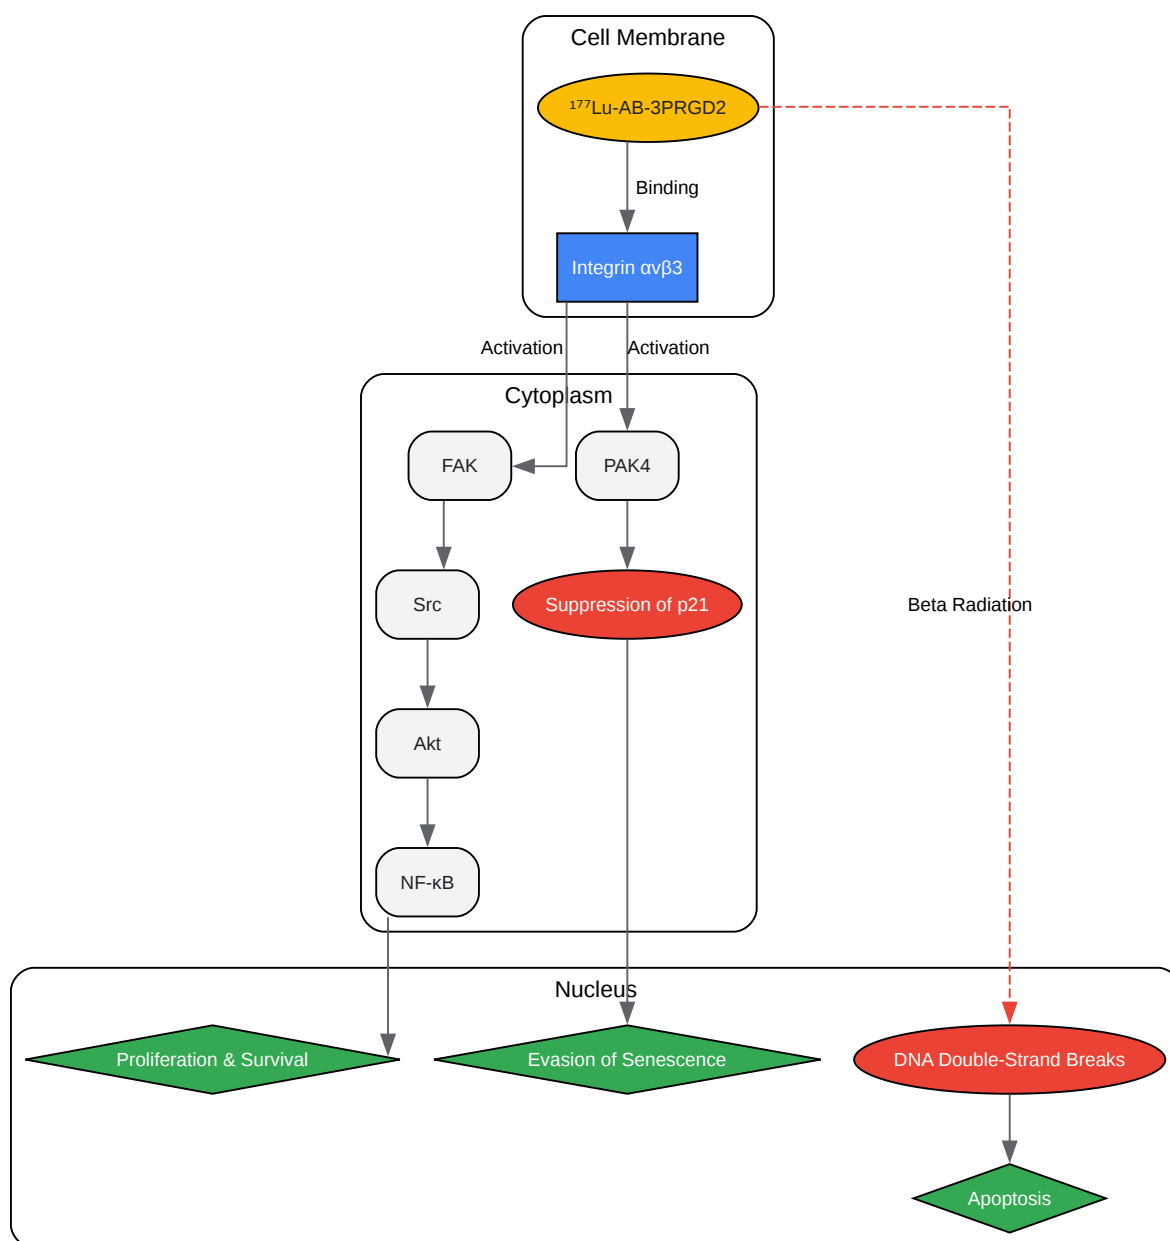 Cell Membrane
¹⁷⁷Lu-AB-3PRGD2
Binding
Integrin αvβ3
Activation
Activation
Cytoplasm
FAK
PAK4
Src
Suppression of p21
Beta Radiation
Akt
NF-κB
Nucleus
Proliferation & Survival
Evasion of Senescence
DNA Double-Strand Breaks
Apoptosis